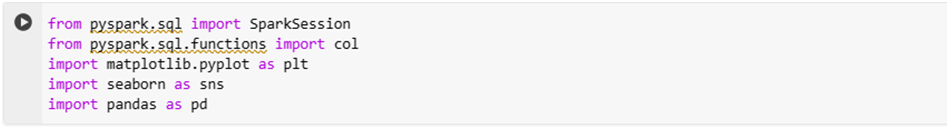 from pyspark.sql import SparkSession
from pyspark.sql.functions import col
import matplotlib.pyplot as plt
import seaborn as sns
import pandas as pd